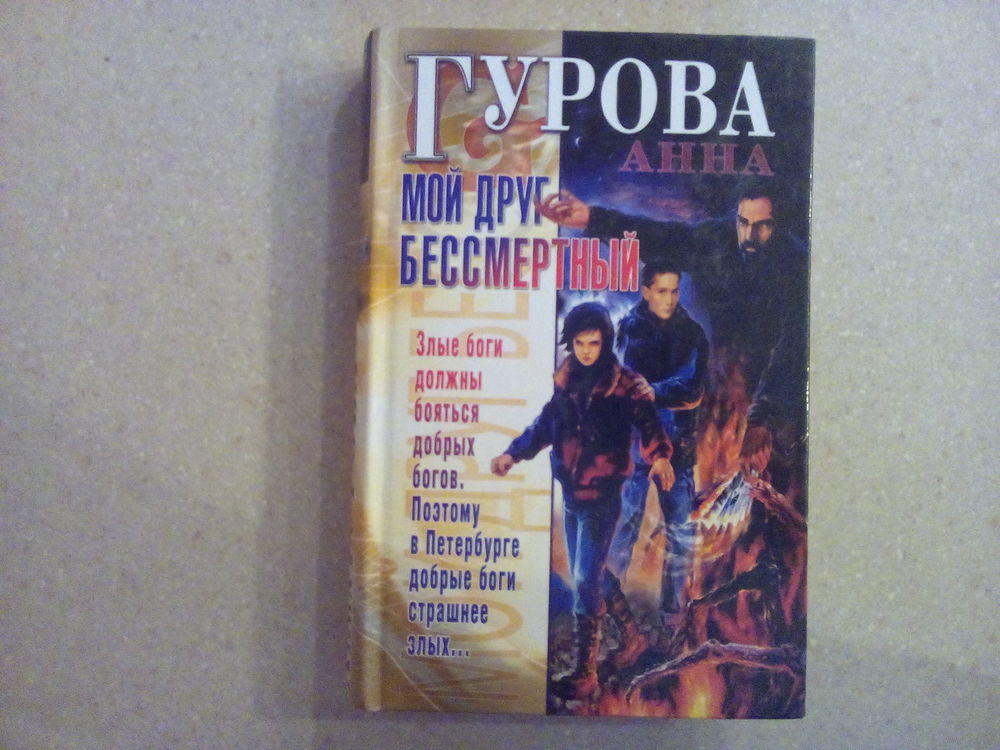 ГУРОВА
АННА
МОЙ ДРУГ
БЕССМЕРТНЫЙ
Злые боги
должны
бояться
добрых
богов.
Поэтому
в Петербурге
добрые боги
страшнее
злых...